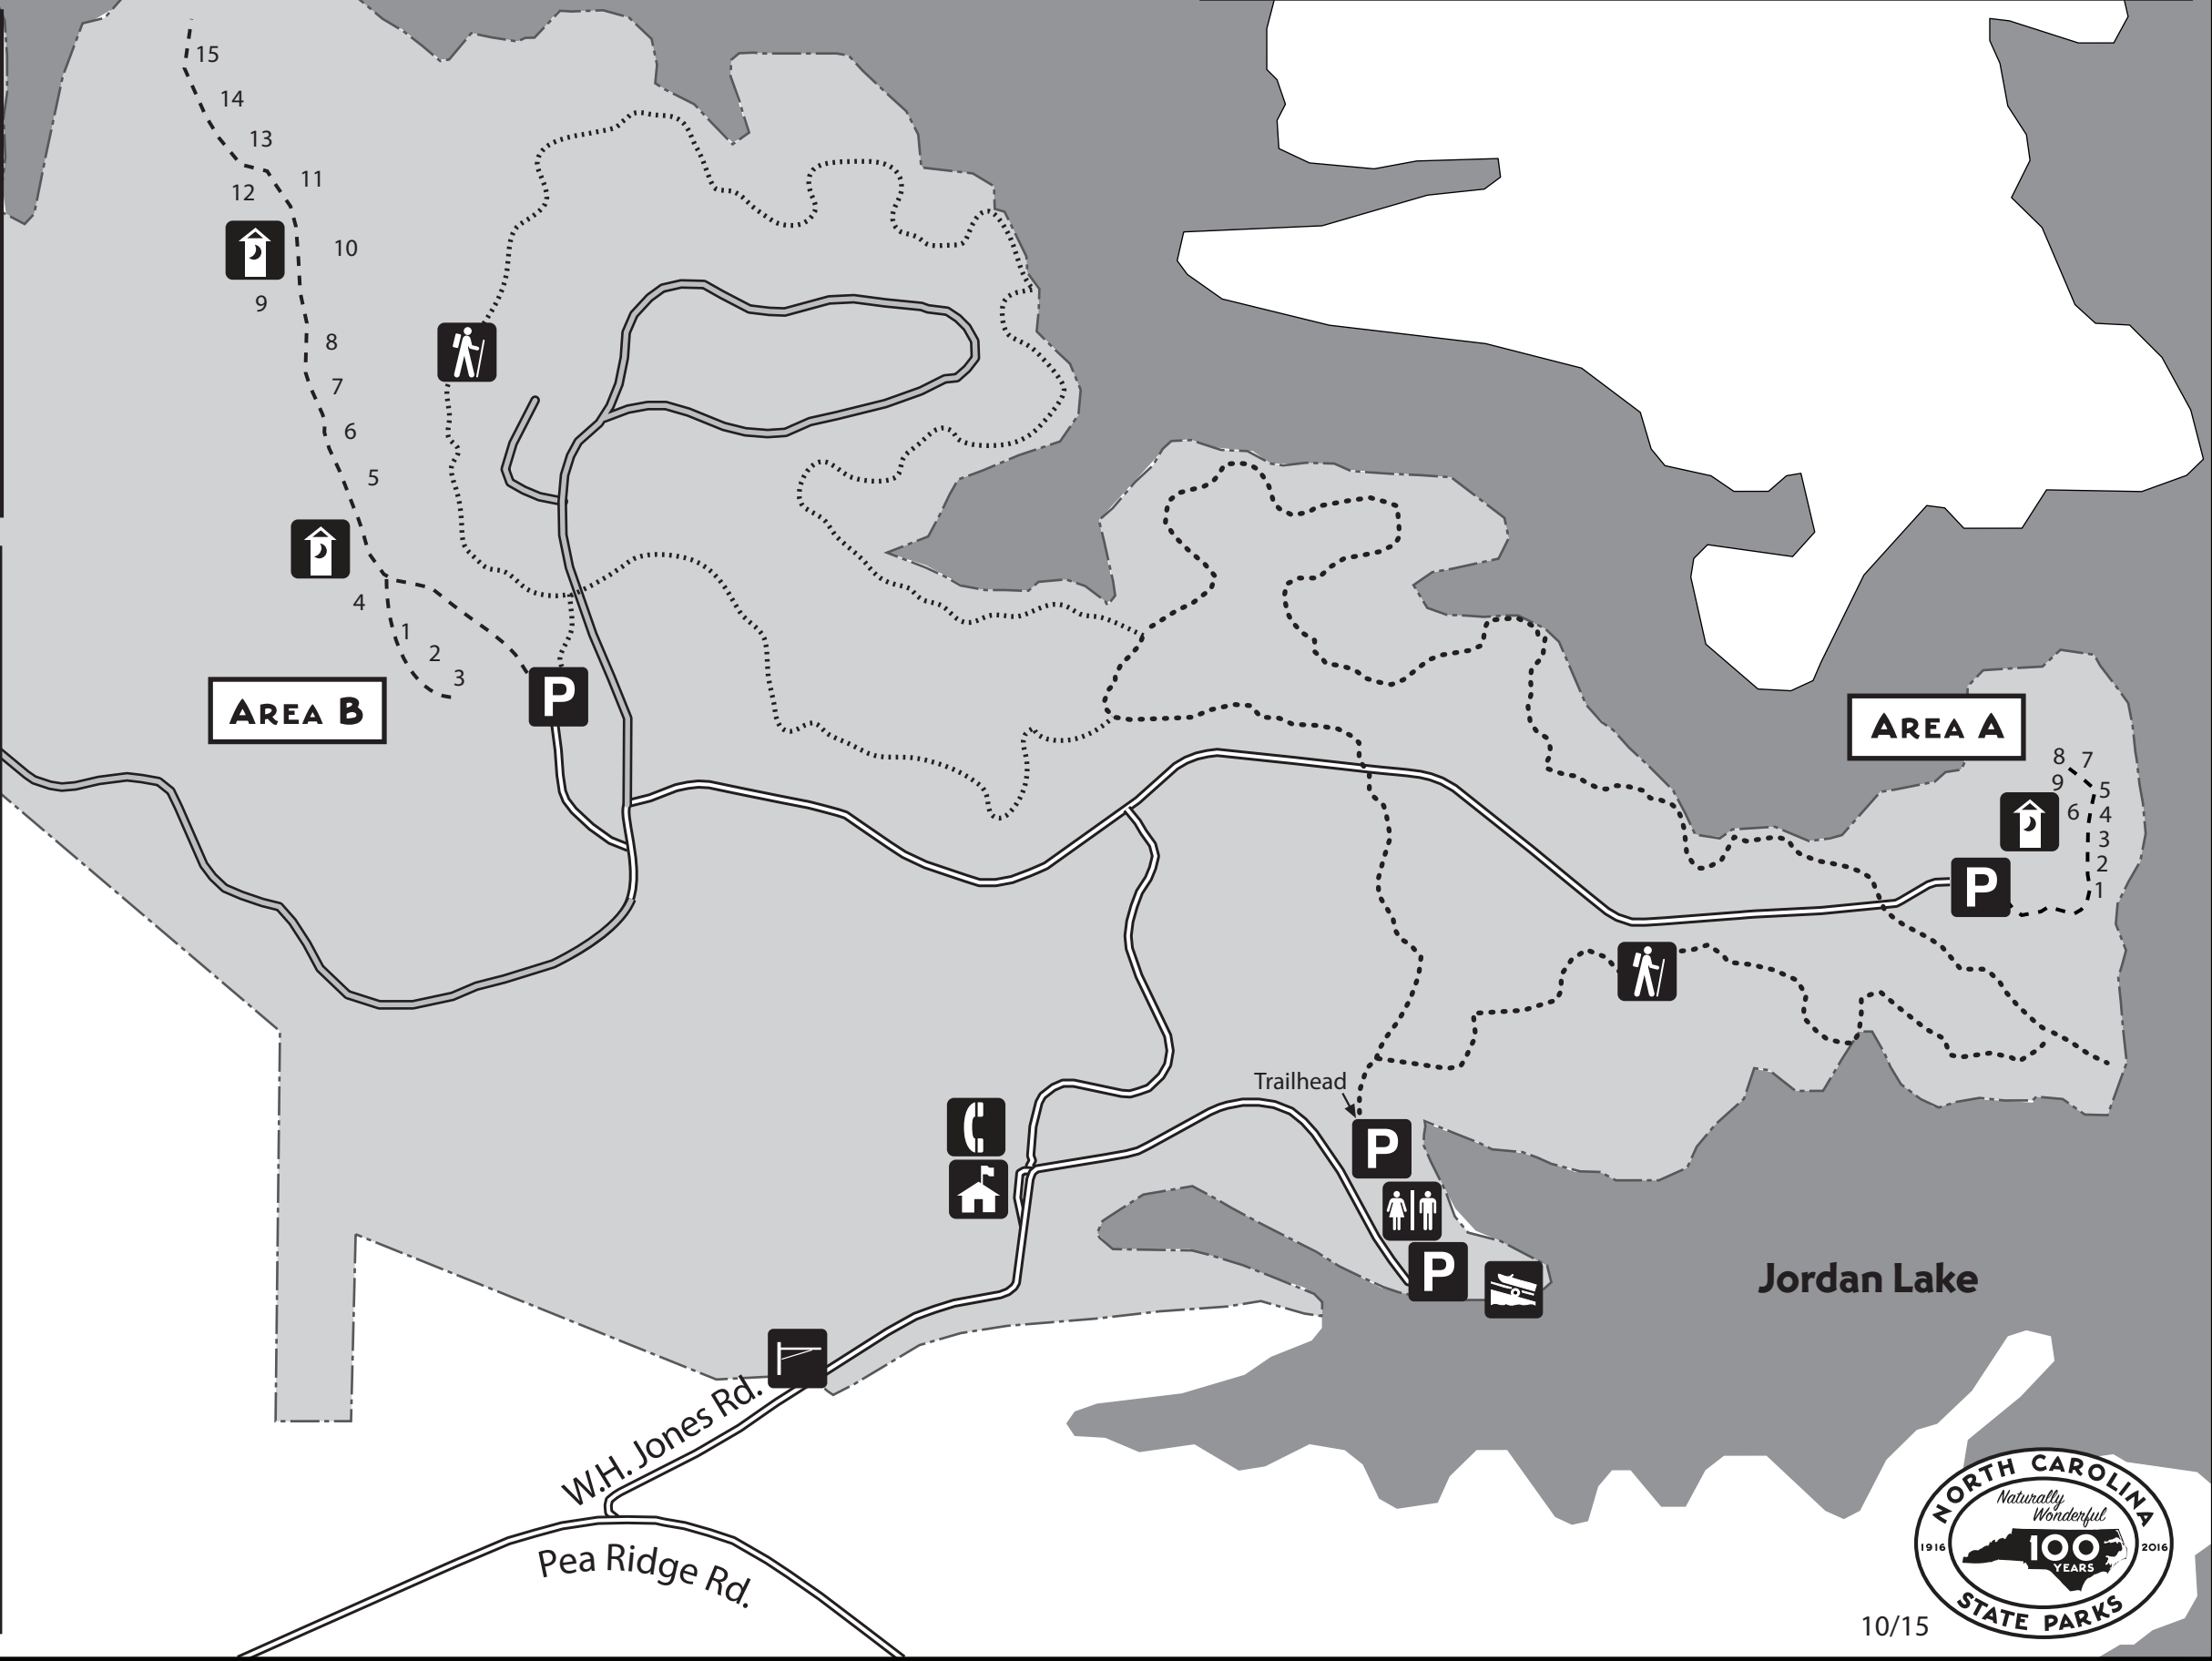 15
14
13
11
12
10
9
8
7
6
5
4
1
2
3
AREA B
P
AREA A
8 7
9
5
6
4
3
2
1
P
Trailhead
P
P
Jordan Lake
W.H. Jones Rd.
Pea Ridge Rd.
NORTH CAROLINA
Naturally
Wonderful
1916
100
2016
YEARS
STATE PARKS
10/15